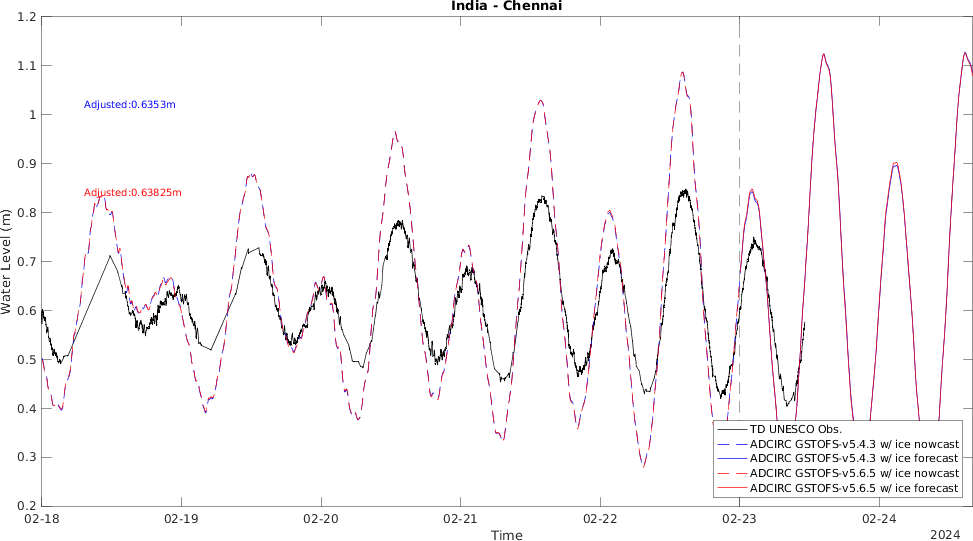 India - Chennai
1.2
1.1
1
0.9
0.8
0.7
0.6
0.5
0.4
0.3
0.2
Water Level (m)
Adjusted:0.6353m
Adjusted:0.63825m
TD UNESCO Obs.
ADCIRC GSTOFS-v5.4.3 w/ ice nowcast
ADCIRC GSTOFS-v5.4.3 w/ ice forecast
ADCIRC GSTOFS-v5.6.5 w/ ice nowcast
ADCIRC GSTOFS-v5.6.5 w/ ice forecast
02-18 02-19 02-20 02-21 02-22 02-23 02-24
Time
2024